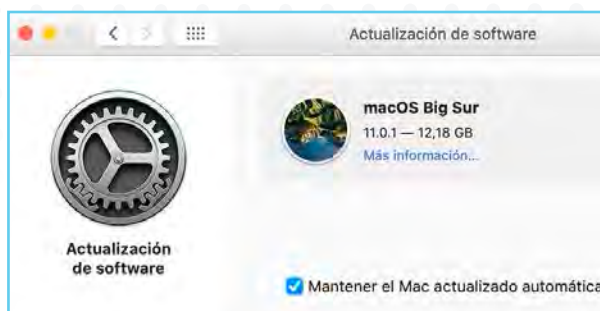 Actualización de software
macOS Big Sur
11.0.1 — 12,18 GB
Más información...
Actualización
de software
Mantener el Mac actualizado automática